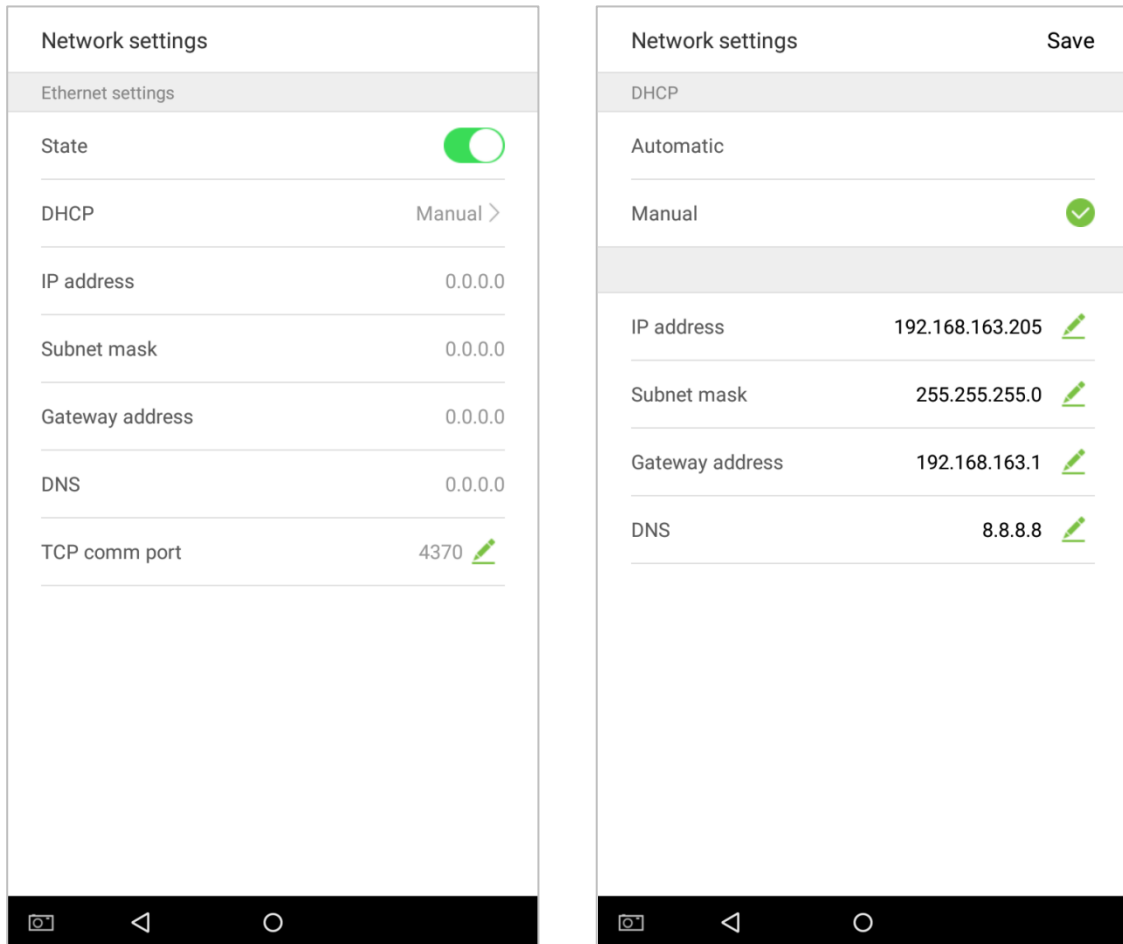 Network settings
Ethernet settings
State
DHCP Manual
IP address 0.0.0.0
Subnet mask 0.0.0.0
Gateway address 0.0.0.0
DNS 0.0.0.0
TCP comm port 4370
Network settings Save
DHCP
Automatic
Manual
IP address 192.168.163.205
Subnet mask 255.255.255.0
Gateway address 192.168.163.1
DNS 8.8.8.8